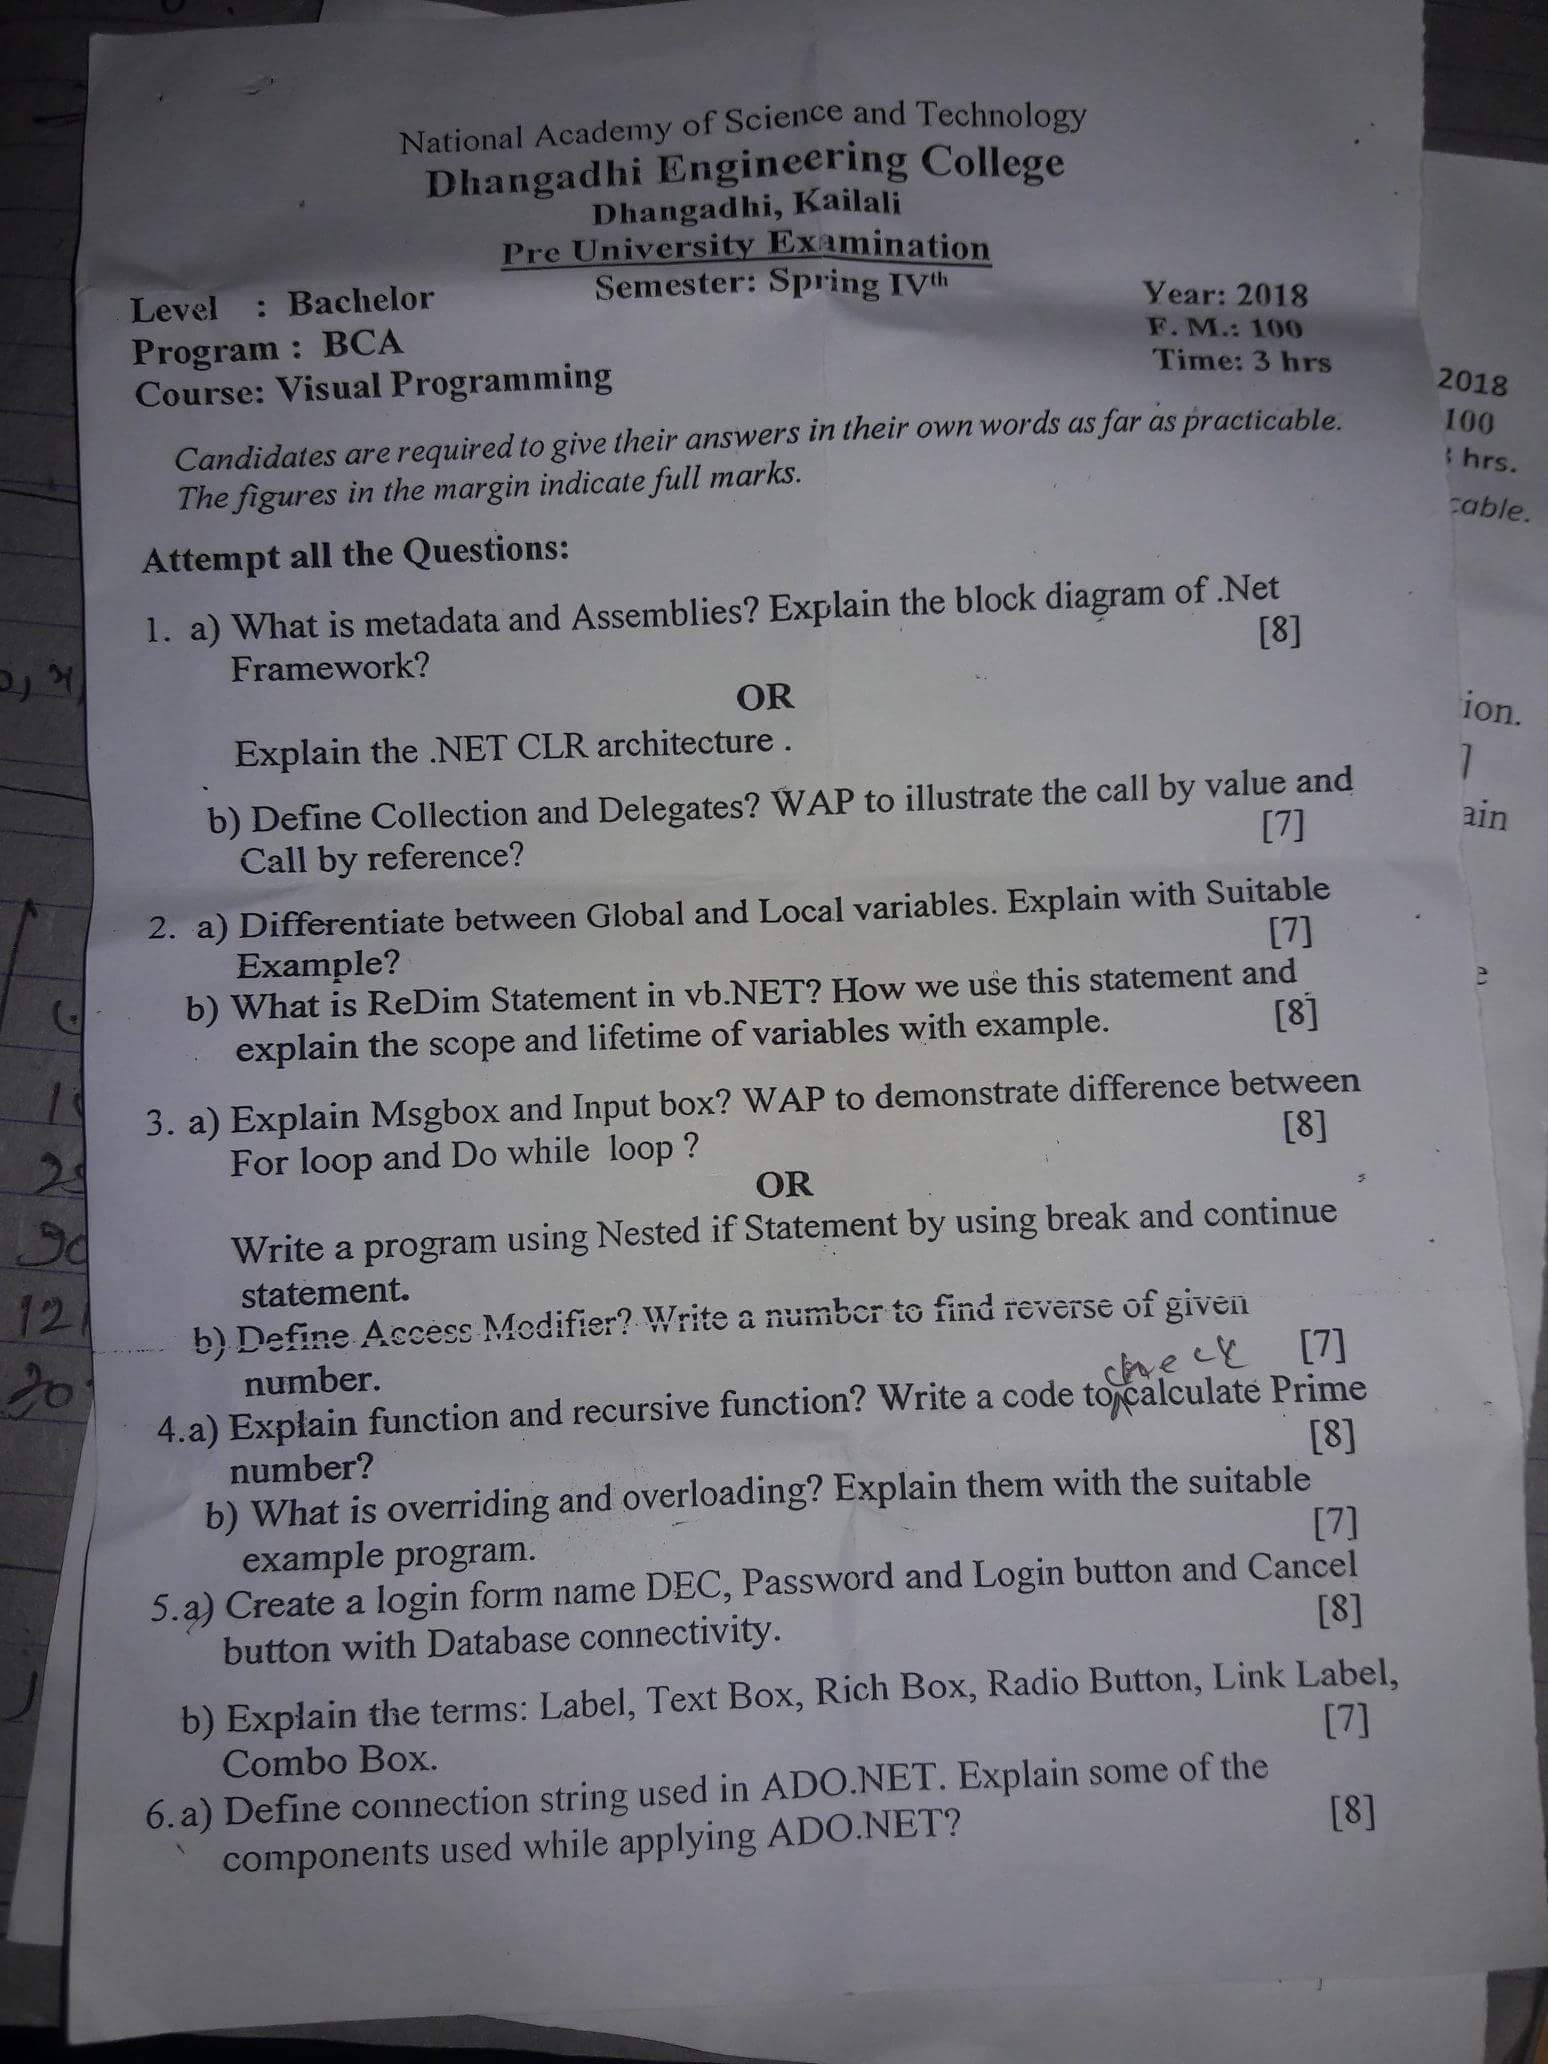 National Academy of Science and Technology
Dhangadhi Engineering College
Dhangadhi, Kailali
Pre University Examination
Level : Bachelor Semester: Spring IVth Year: 2018
Program : BCA F. M.: 100
Course: Visual Programming Time: 3 hrs
Candidates are required to give their answers in their own words as far as practicable.
The figures in the margin indicate full marks.
Attempt all the Questions:
1. a) What is metadata and Assemblies? Explain the block diagram of .Net
Framework? [8]
OR
Explain the .NET CLR architecture .
b) Define Collection and Delegates? WAP to illustrate the call by value and
Call by reference? [7]
2. a) Differentiate between Global and Local variables. Explain with Suitable
Example? [7]
b) What is ReDim Statement in vb.NET? How we use this statement and
explain the scope and lifetime of variables with example. [8]
3. a) Explain Msgbox and Input box? WAP to demonstrate difference between
For loop and Do while loop ? [8]
OR
Write a program using Nested if Statement by using break and continue
statement.
b) Define Access Modifier? Write a number to find reverse of given
number. [7]
check
4.a) Explain function and recursive function? Write a code to calculate Prime
number? [8]
b) What is overriding and overloading? Explain them with the suitable
example program. [7]
5.a) Create a login form name DEC, Password and Login button and Cancel
button with Database connectivity. [8]
b) Explain the terms: Label, Text Box, Rich Box, Radio Button, Link Label,
Combo Box. [7]
6.a) Define connection string used in ADO.NET. Explain some of the
components used while applying ADO.NET? [8]
2018
100
hrs.
cable.
ion.
]
ain